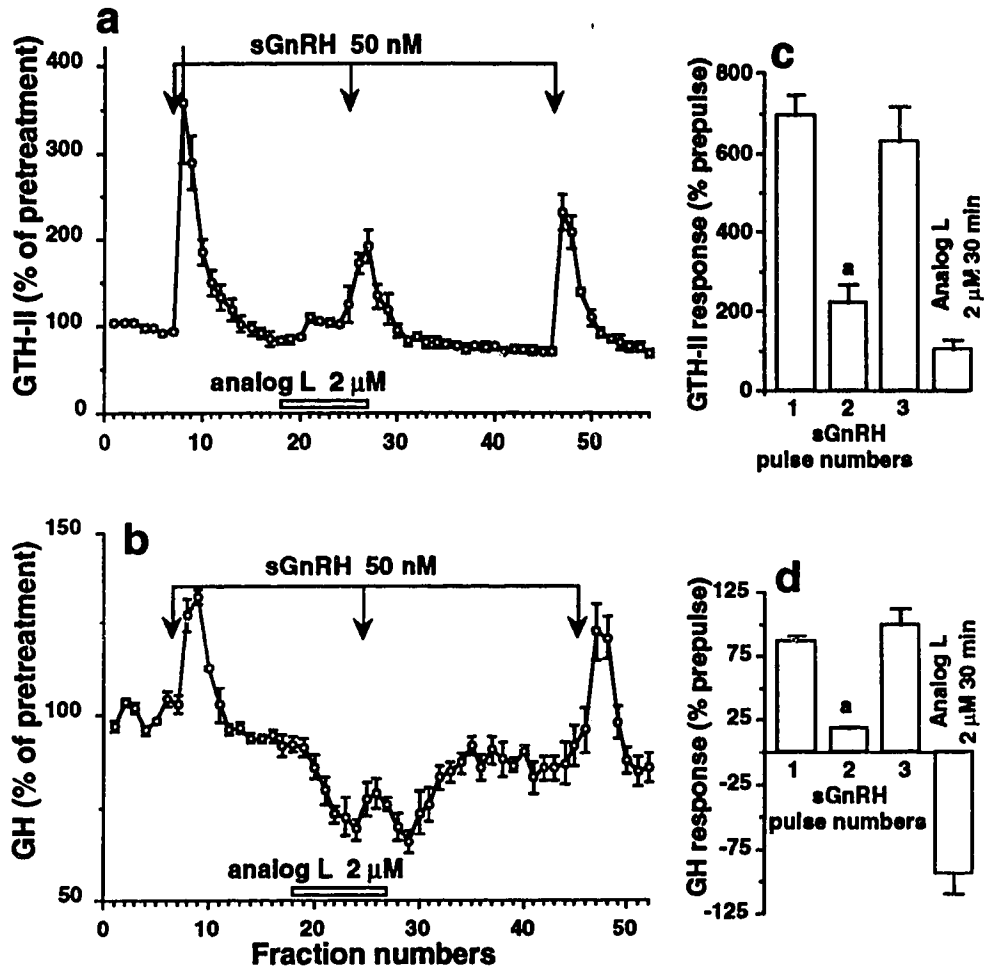 a
sGnRH 50 nM
GTH-II (% of pretreatment)
400
300
200
100
0
analog L 2 µM
0 10 20 30 40 50
b
sGnRH 50 nM
GH (% of pretreatment)
150
100
50
analog L 2 µM
0 10 20 30 40 50
Fraction numbers
c
GTH-II response (% prepulse)
800
600
400
200
0
a
Analog L
2 µM 30 min
1 2 3
sGnRH
pulse numbers
d
GH response (% prepulse)
125
75
25
-25
-75
-125
a
Analog L
2 µM 30 min
1 2 3
sGnRH
pulse numbers